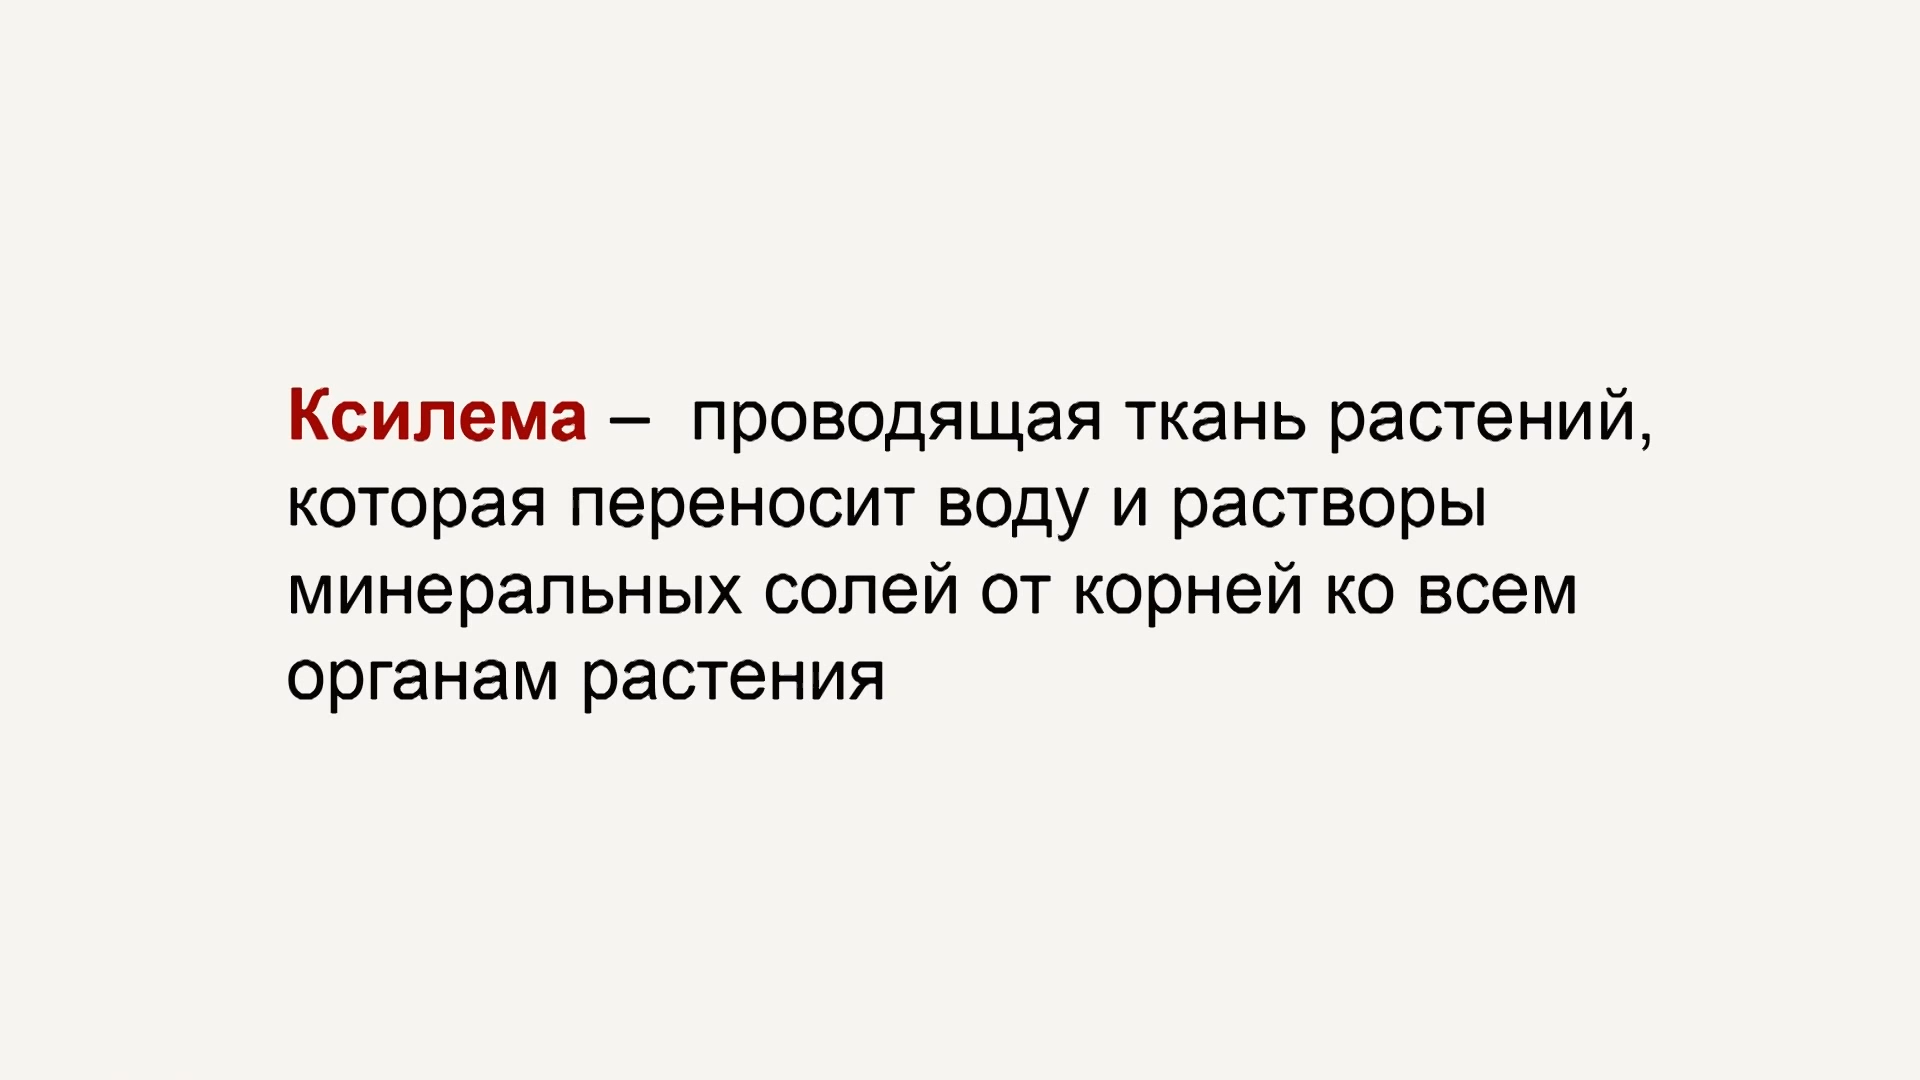 Ксилема – проводящая ткань растений,
которая переносит воду и растворы
минеральных солей от корней ко всем
органам растения